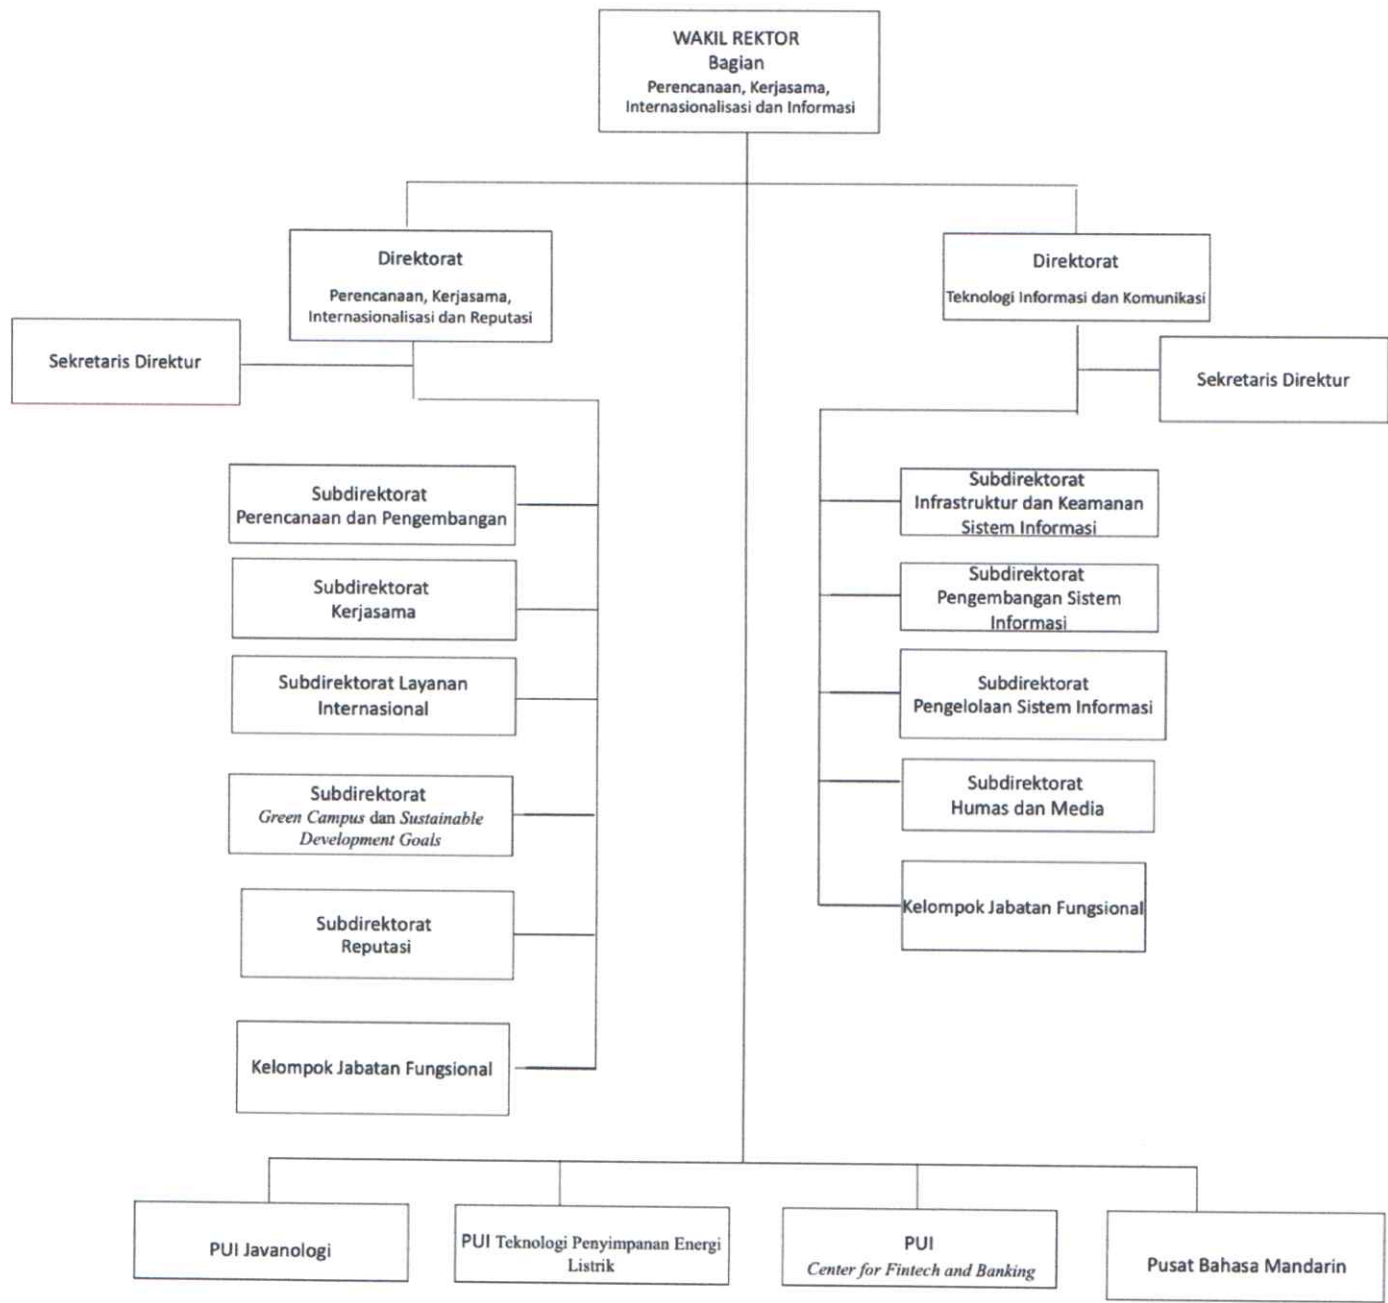 WAKIL REKTOR
Bagian
Perencanaan, Kerjasama,
Internasionalisasi dan Informasi
Direktorat
Perencanaan, Kerjasama,
Internasionalisasi dan Reputasi
Direktorat
Teknologi Informasi dan Komunikasi
Sekretaris Direktur
Sekretaris Direktur
Subdirektorat
Perencanaan dan Pengembangan
Subdirektorat
Kerjasama
Subdirektorat Layanan
Internasional
Subdirektorat
Green Campus dan Sustainable
Development Goals
Subdirektorat
Reputasi
Kelompok Jabatan Fungsional
Subdirektorat
Infrastruktur dan Keamanan
Sistem Informasi
Subdirektorat
Pengembangan Sistem
Informasi
Subdirektorat
Pengelolaan Sistem Informasi
Subdirektorat
Humas dan Media
Kelompok Jabatan Fungsional
PUI Javanologi
PUI Teknologi Penyimpanan Energi
Listrik
PUI
Center for Fintech and Banking
Pusat Bahasa Mandarin